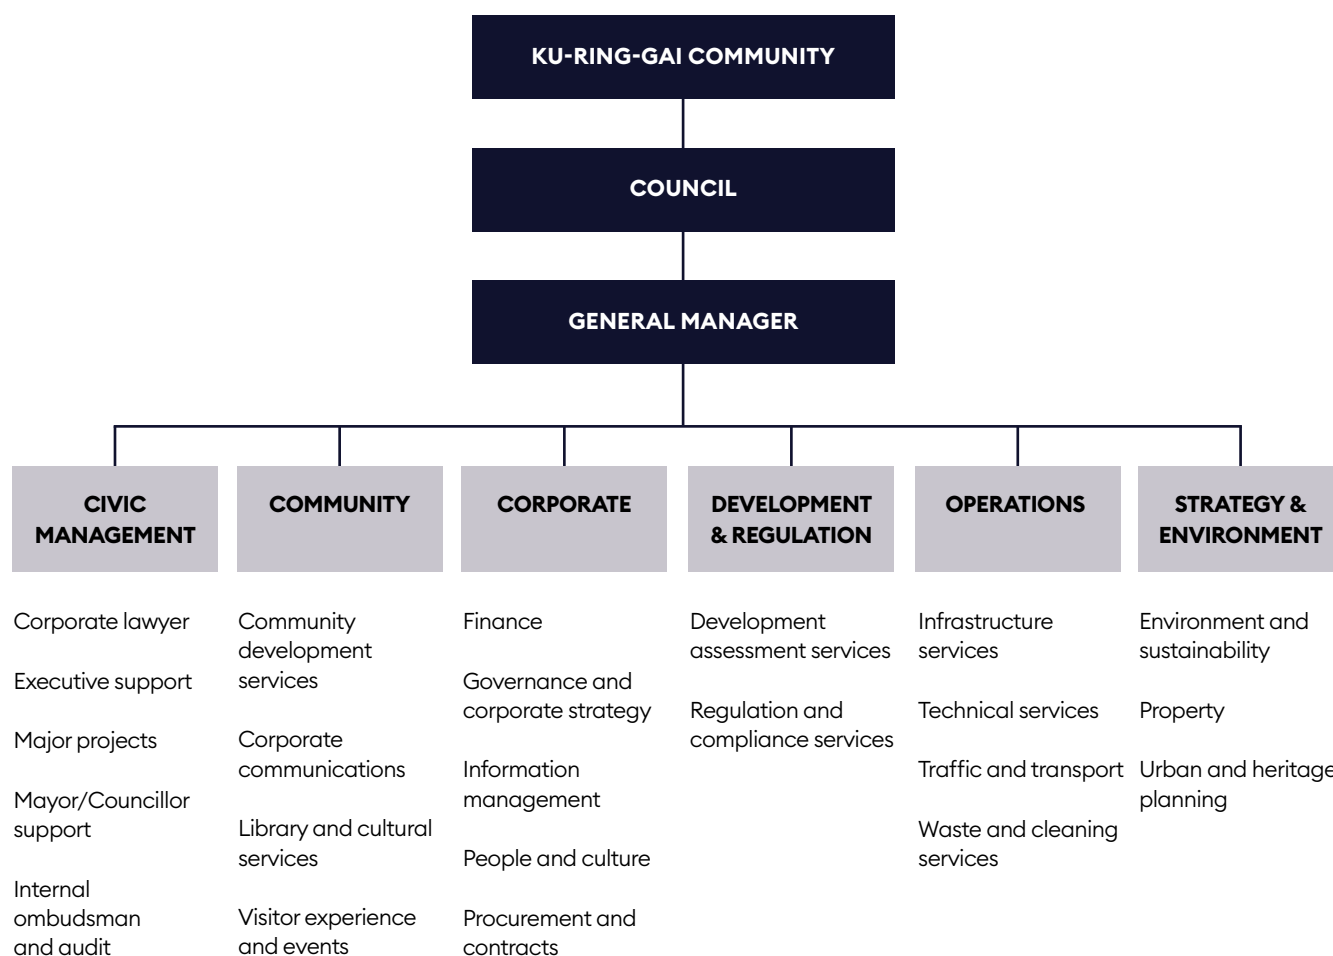 KU-RING-GAI COMMUNITY
COUNCIL
GENERAL MANAGER
CIVIC
MANAGEMENT
Corporate lawyer
Executive support
Major projects
Mayor/Councillor
support
Internal
ombudsman
and audit
COMMUNITY
Community
development
services
Corporate
communications
Library and cultural
services
Visitor experience
and events
CORPORATE
Finance
Governance and
corporate strategy
Information
management
People and culture
Procurement and
contracts
DEVELOPMENT
& REGULATION
Development
assessment services
Regulation and
compliance services
OPERATIONS
Infrastructure
services
Technical services
Traffic and transport
Waste and cleaning
services
STRATEGY &
ENVIRONMENT
Environment and
sustainability
Property
Urban and heritage
planning